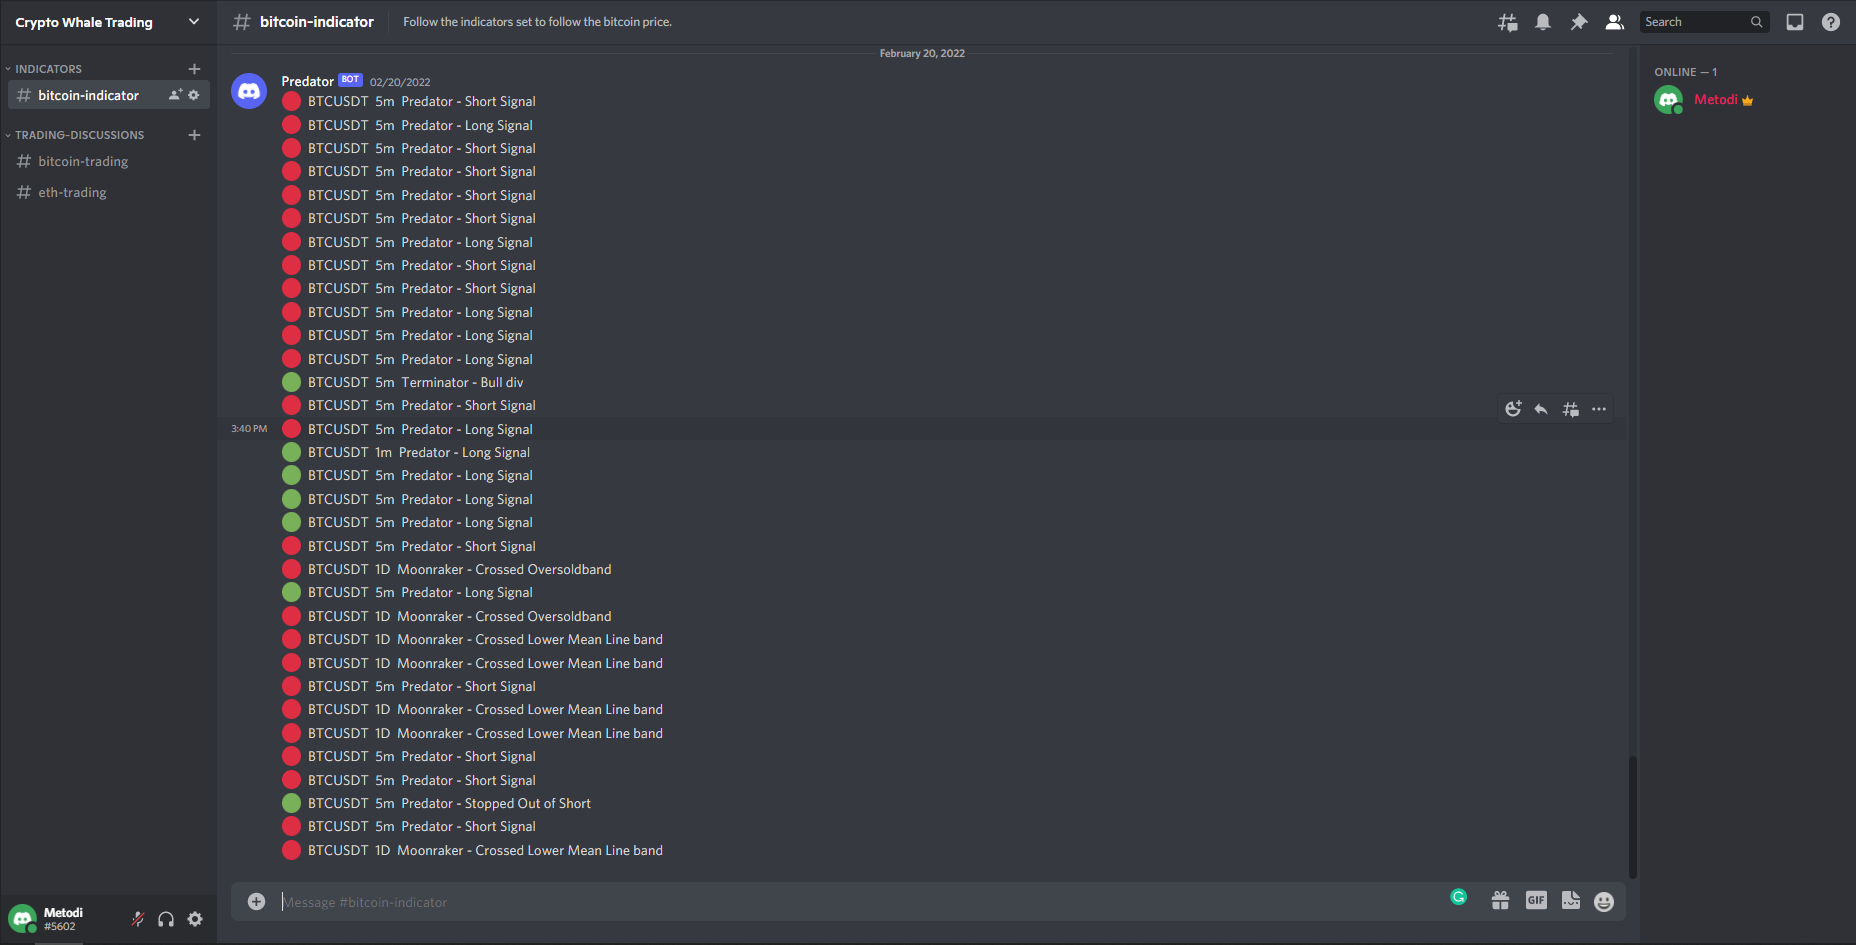 Crypto Whale Trading
bitcoin-indicator
Follow the indicators set to follow the bitcoin price.
Search
INDICATORS
bitcoin-indicator
TRADING-DISCUSSIONS
bitcoin-trading
eth-trading
February 20, 2022
Predator BOT 02/20/2022
BTCUSDT 5m Predator - Short Signal
BTCUSDT 5m Predator - Long Signal
BTCUSDT 5m Predator - Short Signal
BTCUSDT 5m Predator - Short Signal
BTCUSDT 5m Predator - Short Signal
BTCUSDT 5m Predator - Short Signal
BTCUSDT 5m Predator - Long Signal
BTCUSDT 5m Predator - Short Signal
BTCUSDT 5m Predator - Short Signal
BTCUSDT 5m Predator - Long Signal
BTCUSDT 5m Predator - Long Signal
BTCUSDT 5m Predator - Long Signal
BTCUSDT 5m Terminator - Bull div
BTCUSDT 5m Predator - Short Signal
3:40 PM BTCUSDT 5m Predator - Long Signal
BTCUSDT 1m Predator - Long Signal
BTCUSDT 5m Predator - Long Signal
BTCUSDT 5m Predator - Long Signal
BTCUSDT 5m Predator - Long Signal
BTCUSDT 5m Predator - Short Signal
BTCUSDT 1D Moonraker - Crossed Oversoldband
BTCUSDT 5m Predator - Long Signal
BTCUSDT 1D Moonraker - Crossed Oversoldband
BTCUSDT 1D Moonraker - Crossed Lower Mean Line band
BTCUSDT 1D Moonraker - Crossed Lower Mean Line band
BTCUSDT 5m Predator - Short Signal
BTCUSDT 1D Moonraker - Crossed Lower Mean Line band
BTCUSDT 1D Moonraker - Crossed Lower Mean Line band
BTCUSDT 5m Predator - Short Signal
BTCUSDT 5m Predator - Short Signal
BTCUSDT 5m Predator - Stopped Out of Short
BTCUSDT 5m Predator - Short Signal
BTCUSDT 1D Moonraker - Crossed Lower Mean Line band
Message #bitcoin-indicator
GIF
ONLINE — 1
Metodi
Metodi
#5602